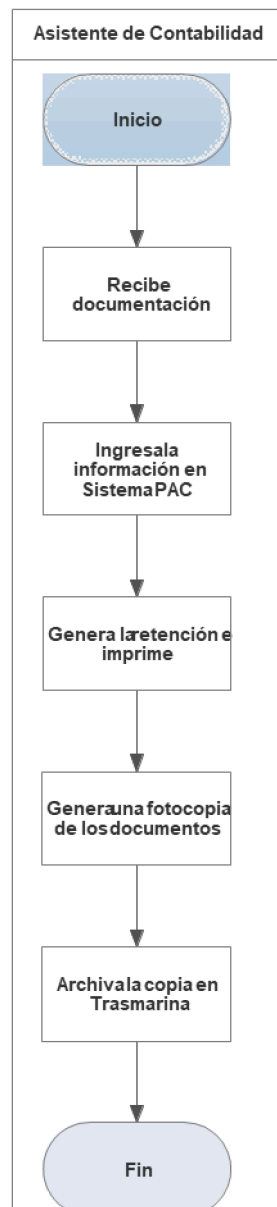 Asistente de Contabilidad
Inicio
Recibe
documentación
Ingresala
información en
SistemaPAC
Genera laretención e
imprime
Generauna fotocopia
de losdocumentos
Archivala copia en
Trasmarina
Fin